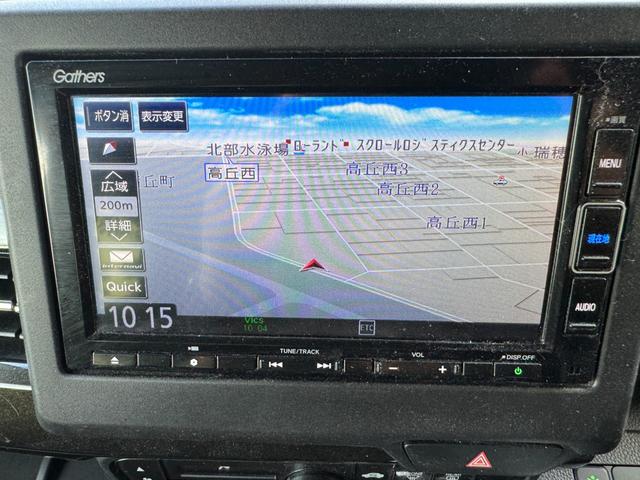 Gathers
ボタン消 表示変更
画質
北部水泳場 ローランド スクロールロジスティクスセンター 瑞穂
高丘西 高丘西3
丘町 高丘西2
高丘西1
広域
200m
詳細
internavi
Quick
10 15
VICS
10 04
ETC
MENU
現在地
AUDIO
TUNE/TRACK
VOL
DISP.OFF